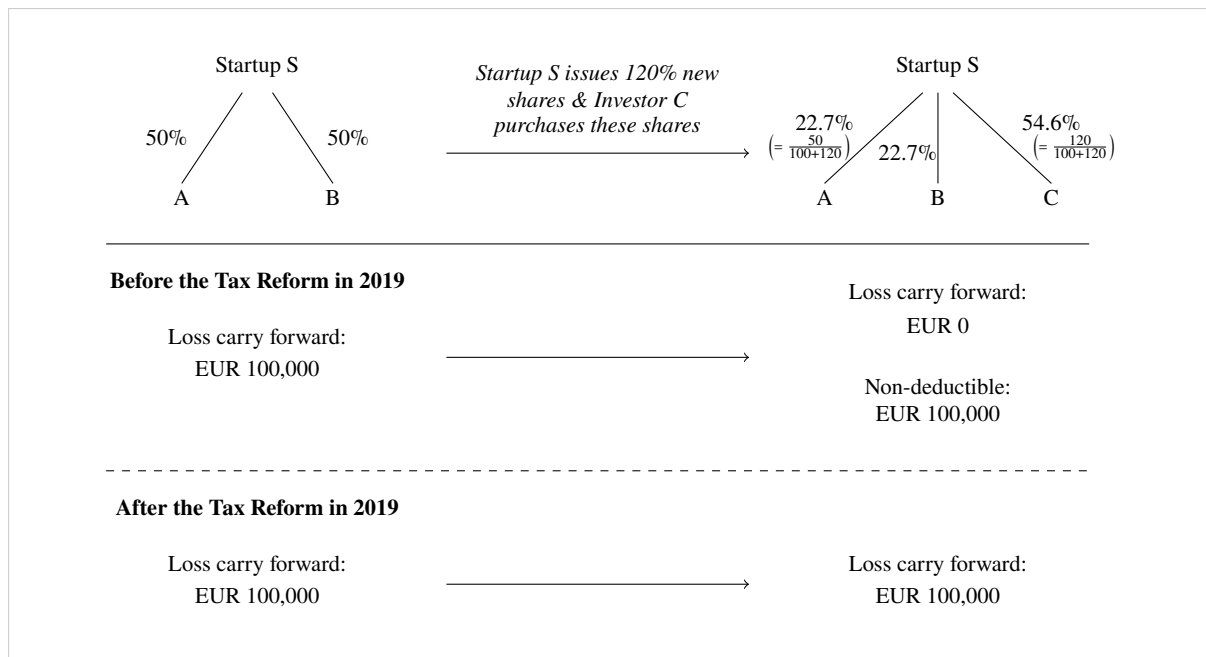 Startup S
Startup S issues 120% new
shares & Investor C
purchases these shares
Startup S
50%
50%
22.7%
(= 50/100+120)
22.7%
54.6%
(= 120/100+120)
A
B
A
B
C
Before the Tax Reform in 2019
Loss carry forward:
EUR 100,000
Loss carry forward:
EUR 0
Non-deductible:
EUR 100,000
After the Tax Reform in 2019
Loss carry forward:
EUR 100,000
Loss carry forward:
EUR 100,000